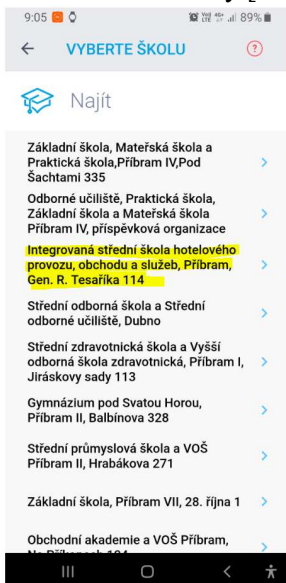 9:05 89%
VYBERTE ŠKOLU ?
Najít
Základní škola, Mateřská škola a
Praktická škola,Příbram IV,Pod
Šachtami 335
Odborné učiliště, Praktická škola,
Základní škola a Mateřská škola
Příbram IV, příspěvková organizace
Integrovaná střední škola hotelového
provozu, obchodu a služeb, Příbram,
Gen. R. Tesaříka 114
Střední odborná škola a Střední
odborné učiliště, Dubno
Střední zdravotnická škola a Vyšší
odborná škola zdravotnická, Příbram I,
Jiráskovy sady 113
Gymnázium pod Svatou Horou,
Příbram II, Balbínova 328
Střední průmyslová škola a VOŠ
Příbram II, Hrabákova 271
Základní škola, Příbram VII, 28. října 1
Obchodní akademie a VOŠ Příbram,